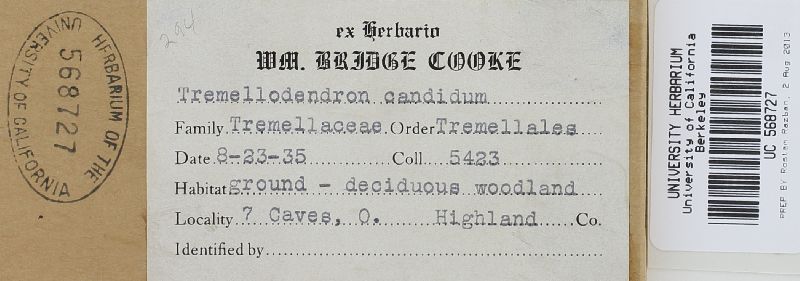 HERBARIUM OF THE
UNIVERSITY OF CALIFORNIA
568727
294
ex Herbario
WM. BRIDGE COOKE
Tremellodendron candidum
Family Tremellaceae Order Tremellales
Date 8-23-35 Coll. 5423
Habitat ground - deciduous woodland
Locality 7 Caves, O. Highland Co.
Identified by
UNIVERSITY HERBARIUM
University of California
Berkeley
UC 568727
PREP BY Roslan Razban, 2 Aug 2013